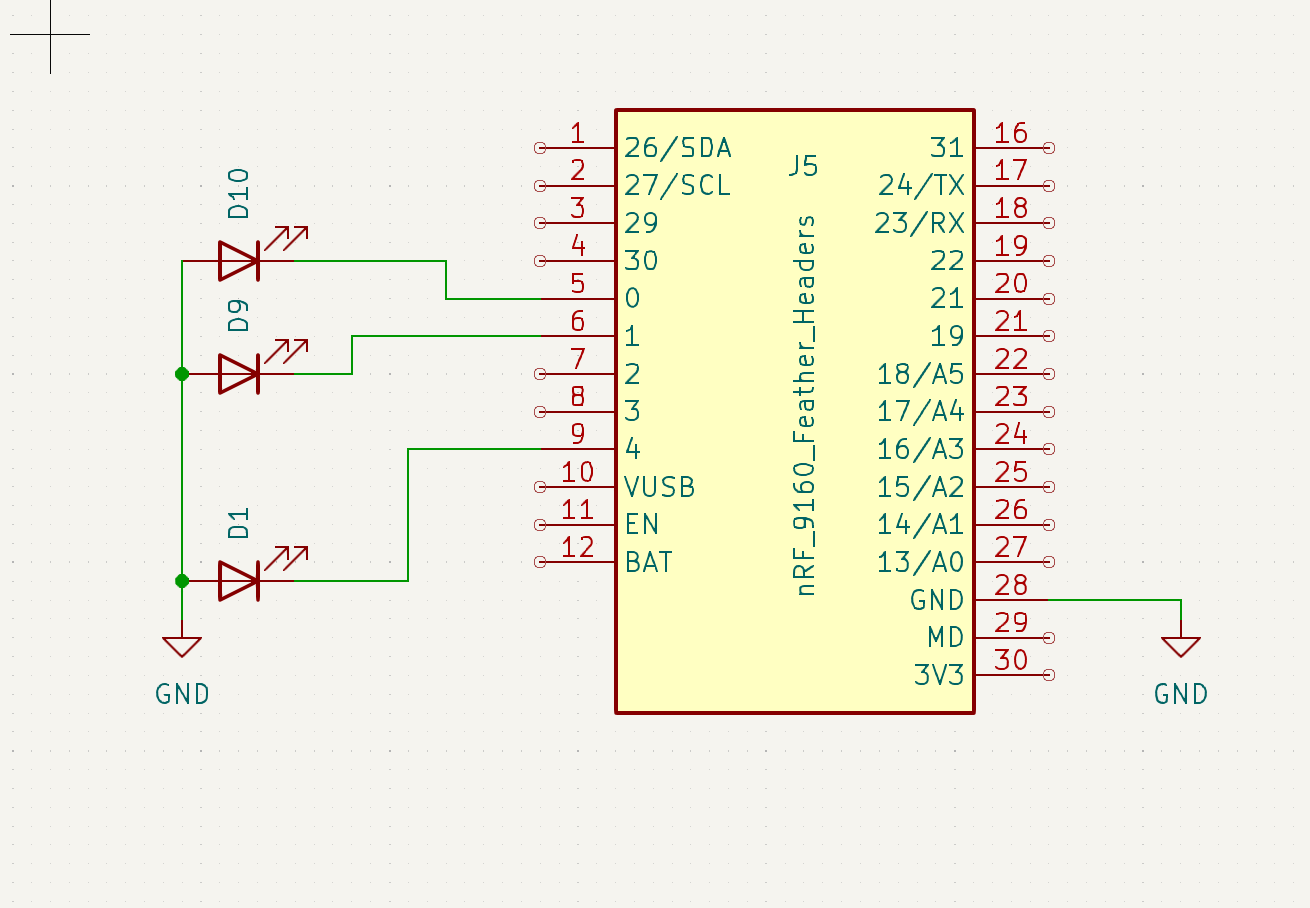 D10
D9
D1
GND
J5
nRF_9160_Feather_Headers
1 26/SDA
2 27/SCL
3 29
4 30
5 0
6 1
7 2
8 3
9 4
10 VUSB
11 EN
12 BAT
31 16
24/TX 17
23/RX 18
22 19
21 20
19 21
18/A5 22
17/A4 23
16/A3 24
15/A2 25
14/A1 26
13/A0 27
GND 28
MD 29
3V3 30
GND